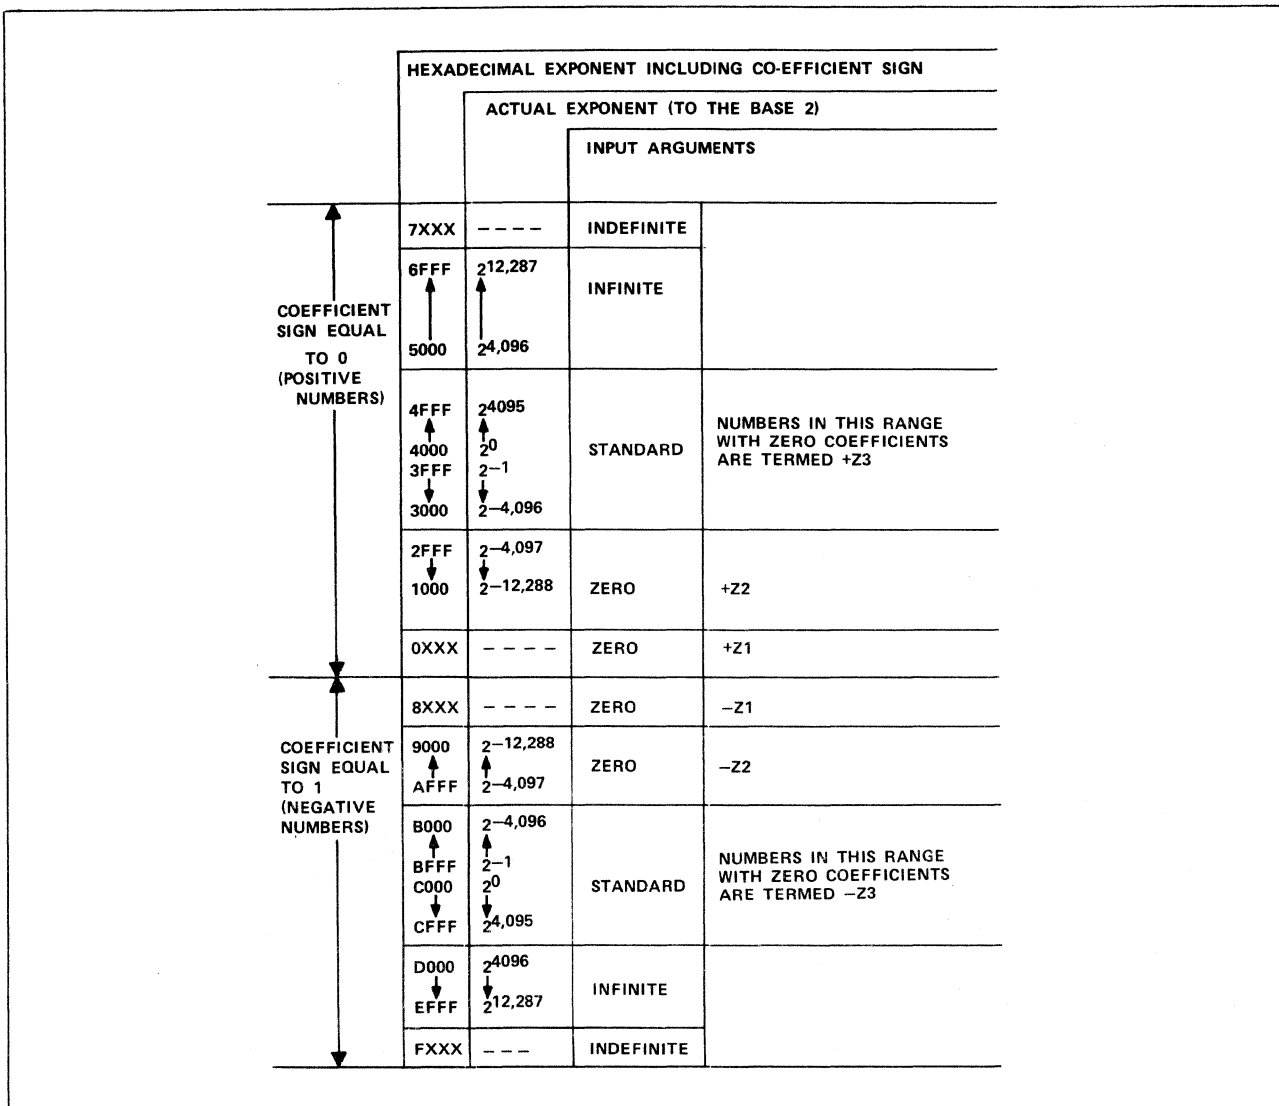 HEXADECIMAL EXPONENT INCLUDING CO-EFFICIENT SIGN
ACTUAL EXPONENT (TO THE BASE 2)
INPUT ARGUMENTS
COEFFICIENT
SIGN EQUAL
TO 0
(POSITIVE
NUMBERS)
7XXX – – – – INDEFINITE
6FFF 2^12,287
INFINITE
5000 2^4,096
4FFF 2^4095
4000 2^0
3FFF 2^–1
3000 2^–4,096
STANDARD
NUMBERS IN THIS RANGE
WITH ZERO COEFFICIENTS
ARE TERMED +Z3
2FFF 2^–4,097
1000 2^–12,288 ZERO +Z2
0XXX – – – – ZERO +Z1
COEFFICIENT
SIGN EQUAL
TO 1
(NEGATIVE
NUMBERS)
8XXX – – – – ZERO –Z1
9000 2^–12,288
ZERO –Z2
AFFF 2^–4,097
B000 2^–4,096
BFFF 2^–1
C000 2^0
CFFF 2^4,095
STANDARD
NUMBERS IN THIS RANGE
WITH ZERO COEFFICIENTS
ARE TERMED –Z3
D000 2^4096
INFINITE
EFFF 2^12,287
FXXX – – – INDEFINITE